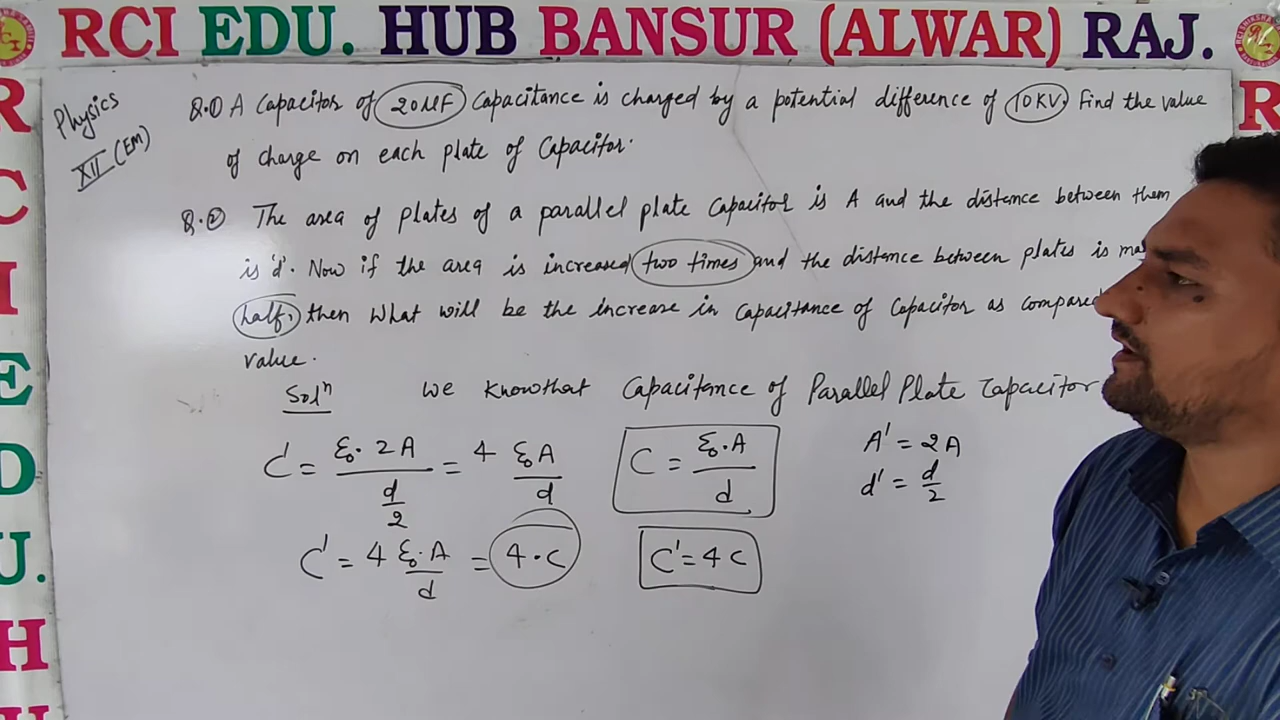 RCI EDU. HUB BANSUR (ALWAR) RAJ.
R
C
I
E
D
U.
H
R
Physics
XII (EM)
Q.① A Capacitor of 20μF Capacitance is charged by a potential difference of 10KV. Find the value
of charge on each plate of Capacitor.
Q.② The area of plates of a parallel plate Capacitor is A and the distance between them
is 'd'. Now if the area is increased two times and the distance between plates is
half, then What will be the increase in Capacitance of Capacitor as compared
value.
Solⁿ We know that Capacitance of Parallel Plate Capacitor
C' = ε₀·2A / (d/2) = 4 ε₀A / d
C = ε₀·A / d
A' = 2A
d' = d/2
C' = 4 ε₀·A / d = 4·C
C' = 4C